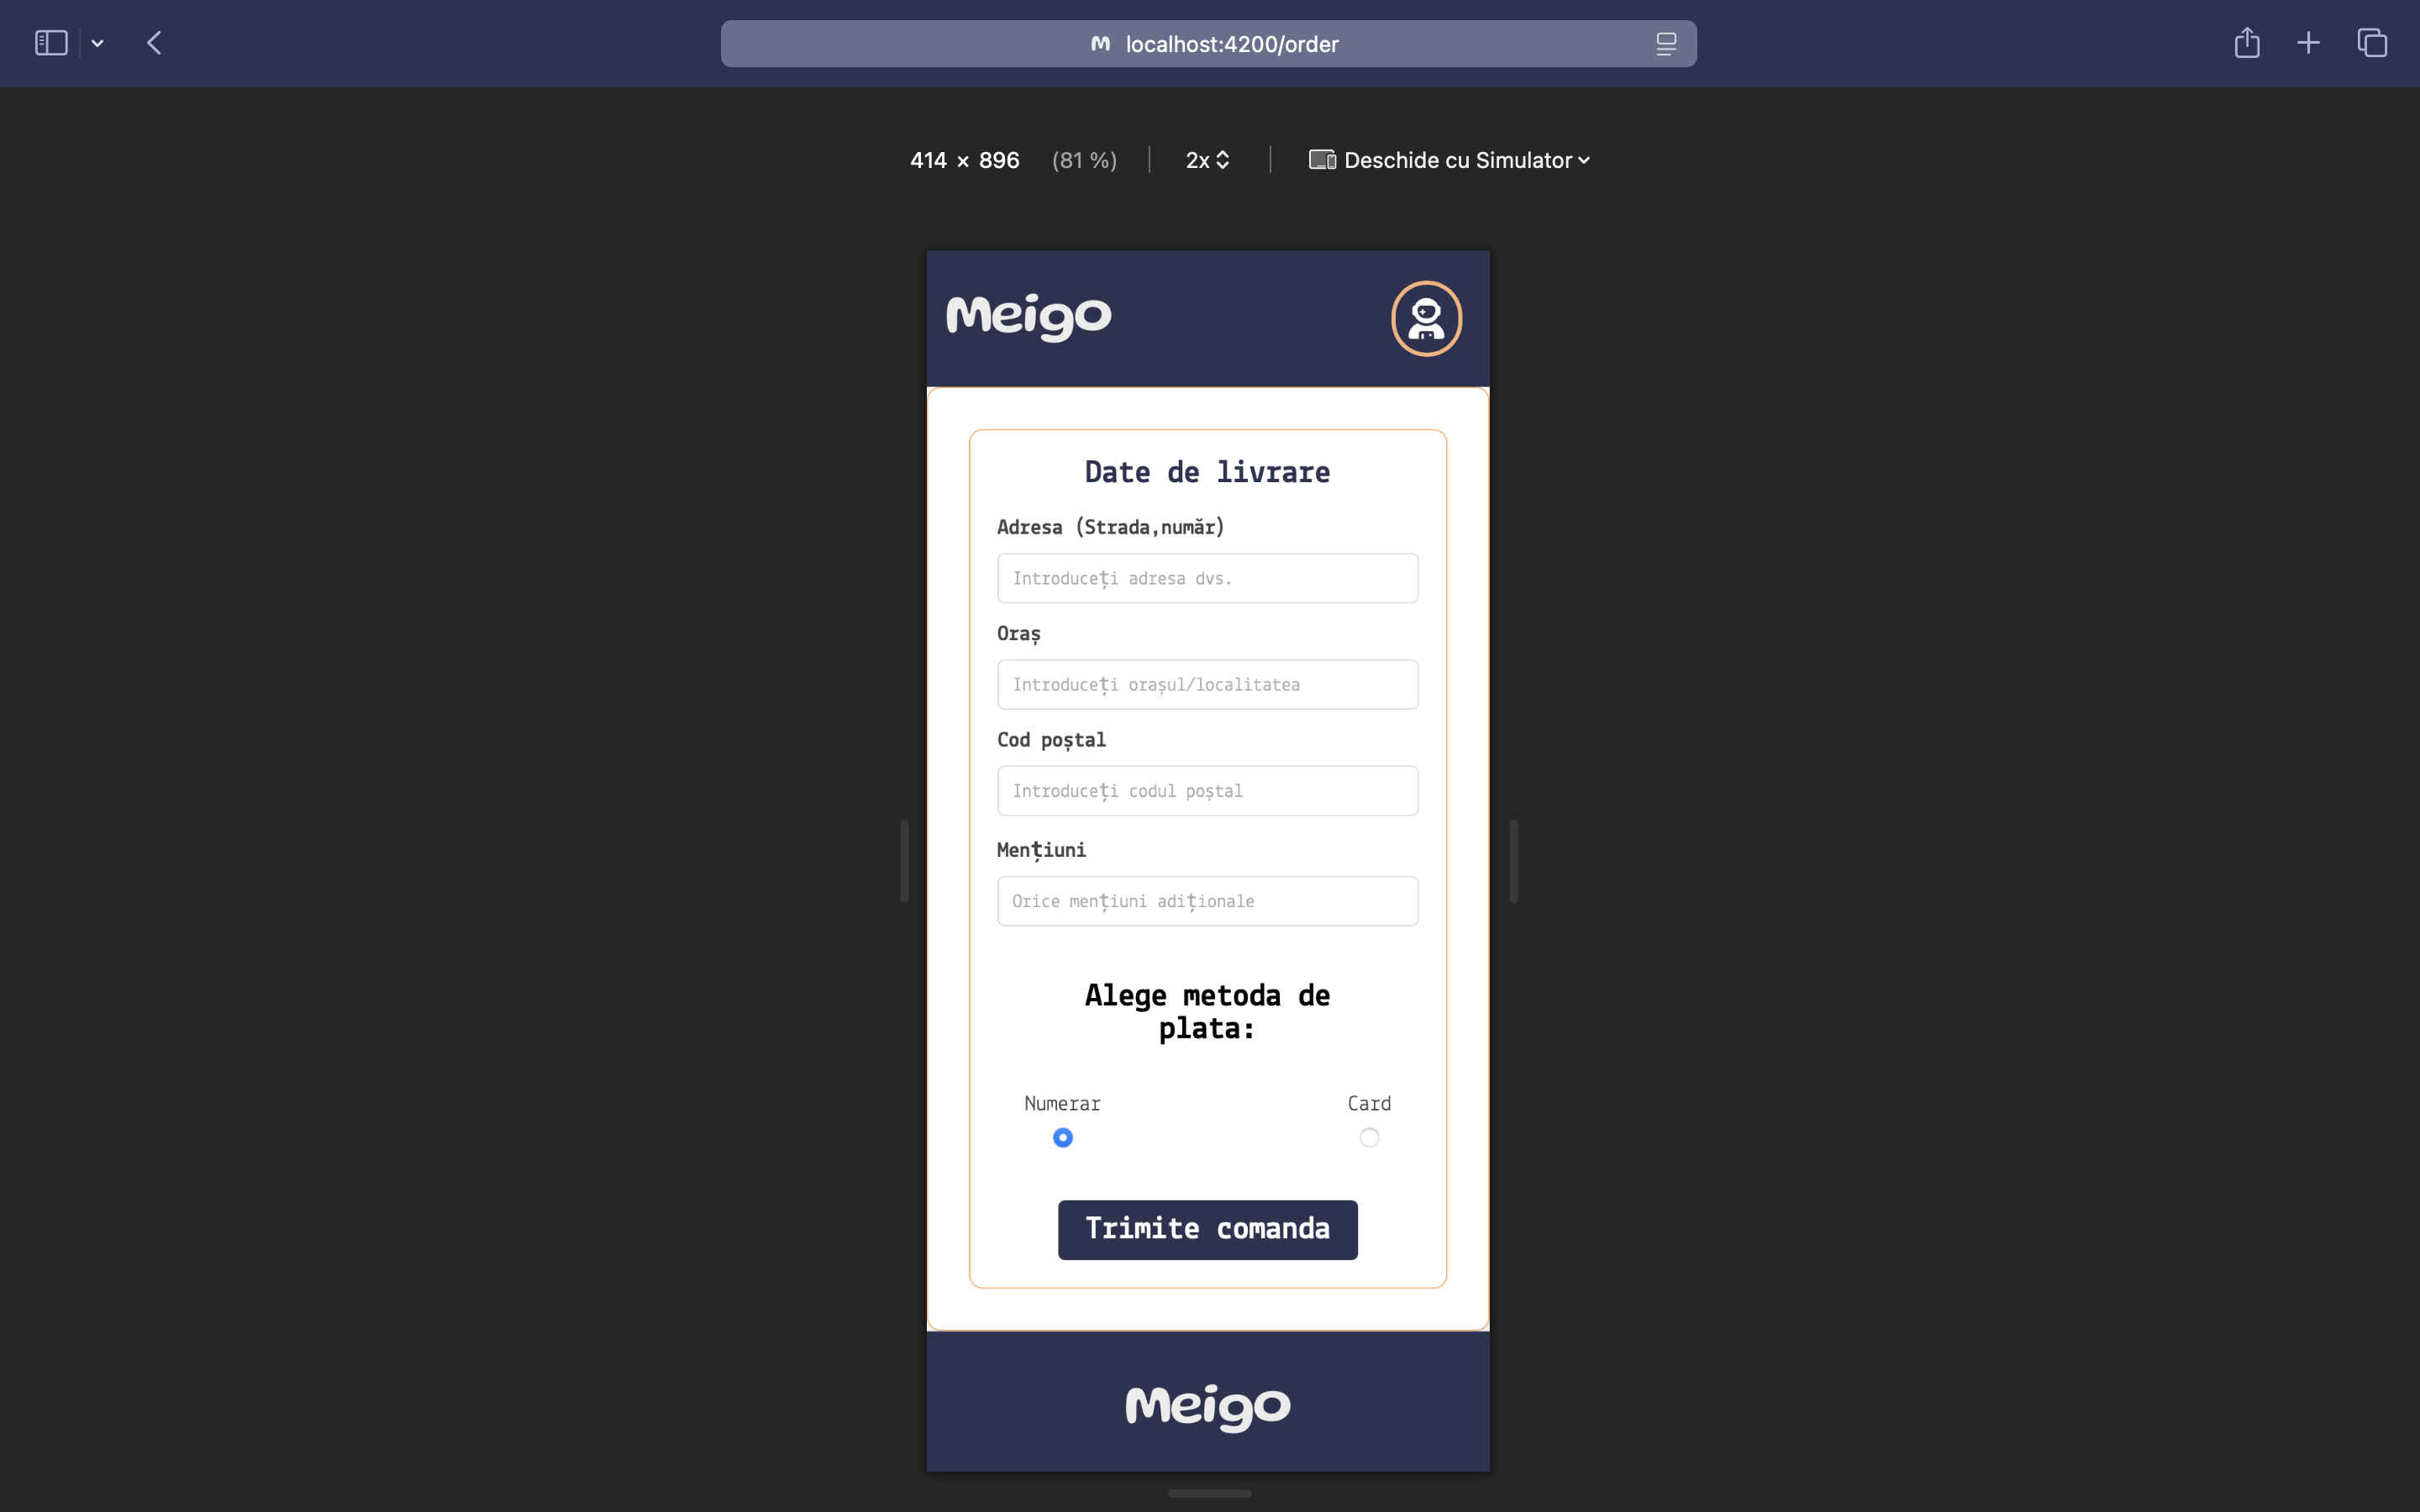 localhost:4200/order
414 × 896 (81 %) 2x Deschide cu Simulator
Meigo
Date de livrare
Adresa (Strada,număr)
Introduceți adresa dvs.
Oraș
Introduceți orașul/localitatea
Cod poștal
Introduceți codul poștal
Mențiuni
Orice mențiuni adiționale
Alege metoda de
plata:
Numerar Card
Trimite comanda
Meigo